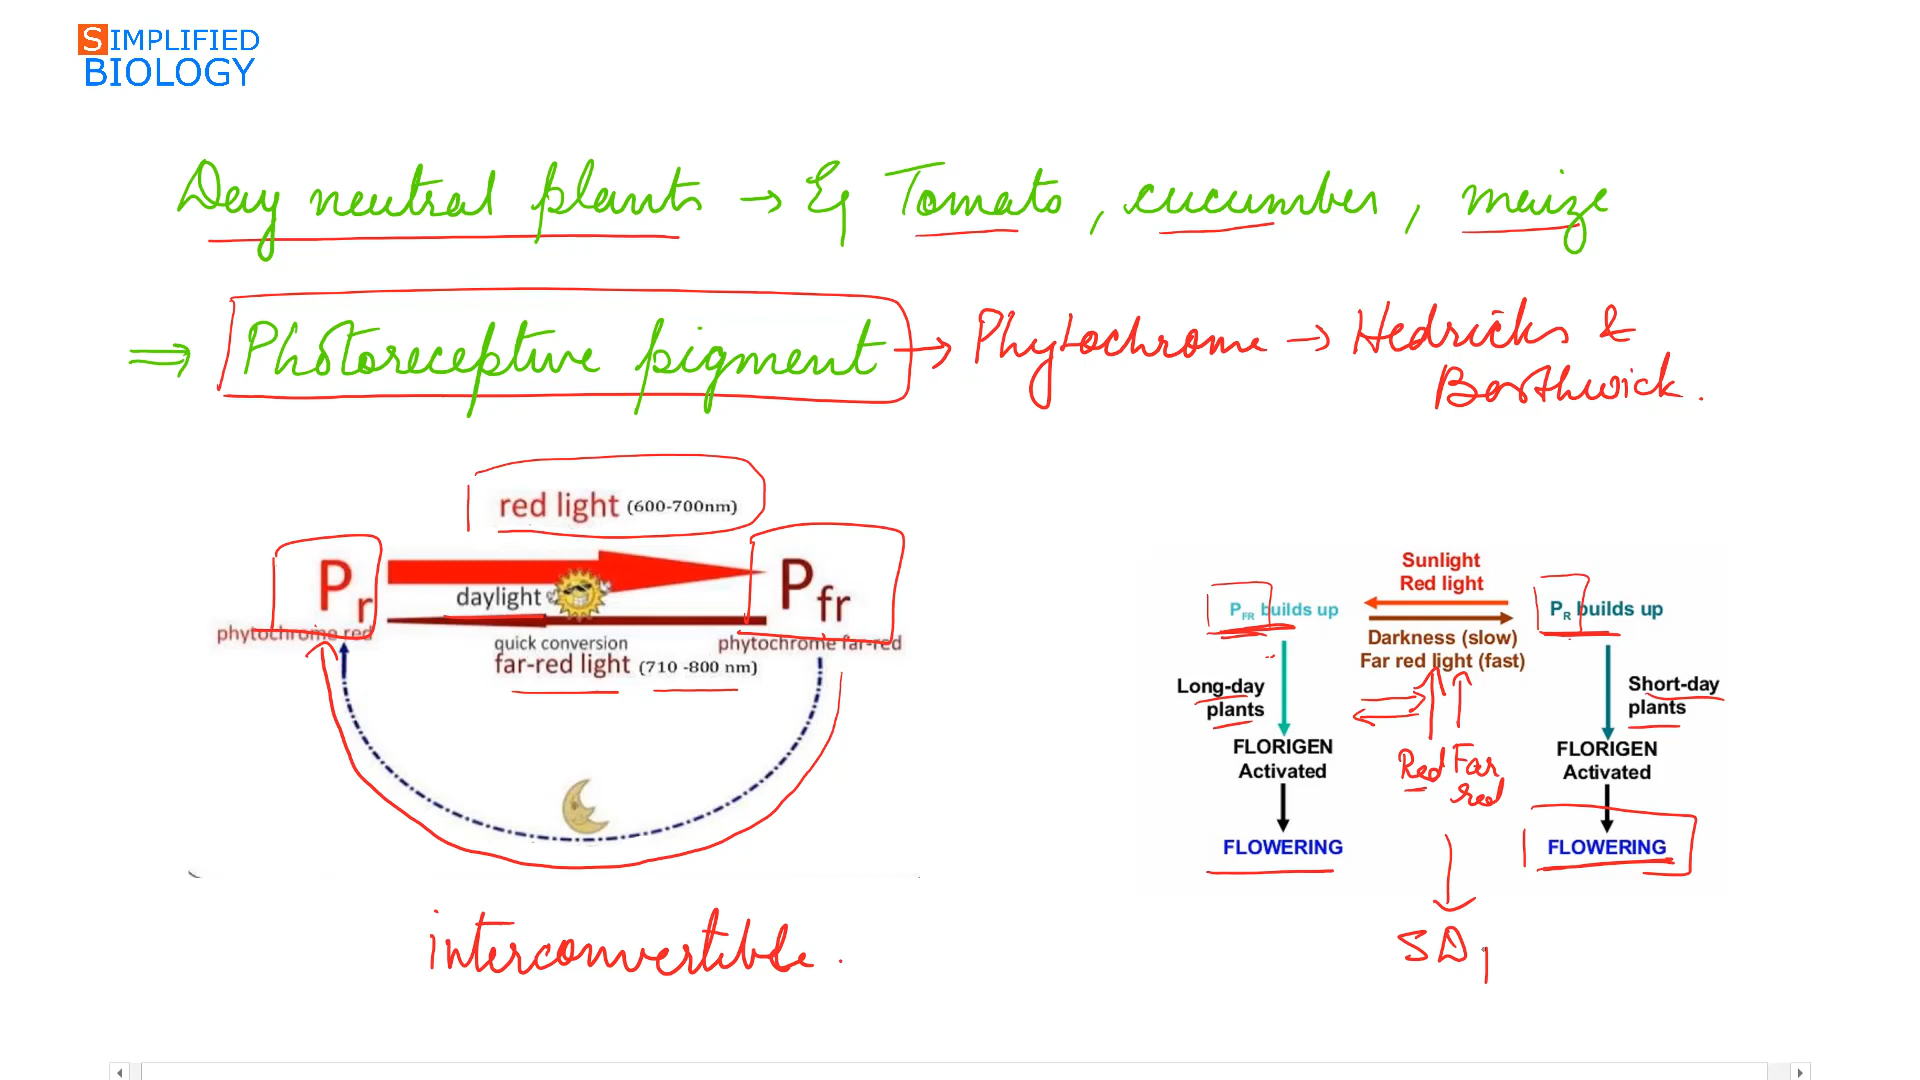 SIMPLIFIED
BIOLOGY
Day neutral plants → Eg Tomato, cucumber, maize
⇒ Photoreceptive pigment → Phytochrome → Hedricks &
Borthwick.
red light (600-700nm)
Pr
daylight
Pfr
phytochrome red
quick conversion
phytochrome far-red
far-red light (710 -800 nm)
interconvertible.
Sunlight
Red light
PFR builds up
PR builds up
Darkness (slow)
Far red light (fast)
Long-day
plants
Short-day
plants
FLORIGEN
Activated
FLORIGEN
Activated
Red Far
red
FLOWERING
FLOWERING
SD